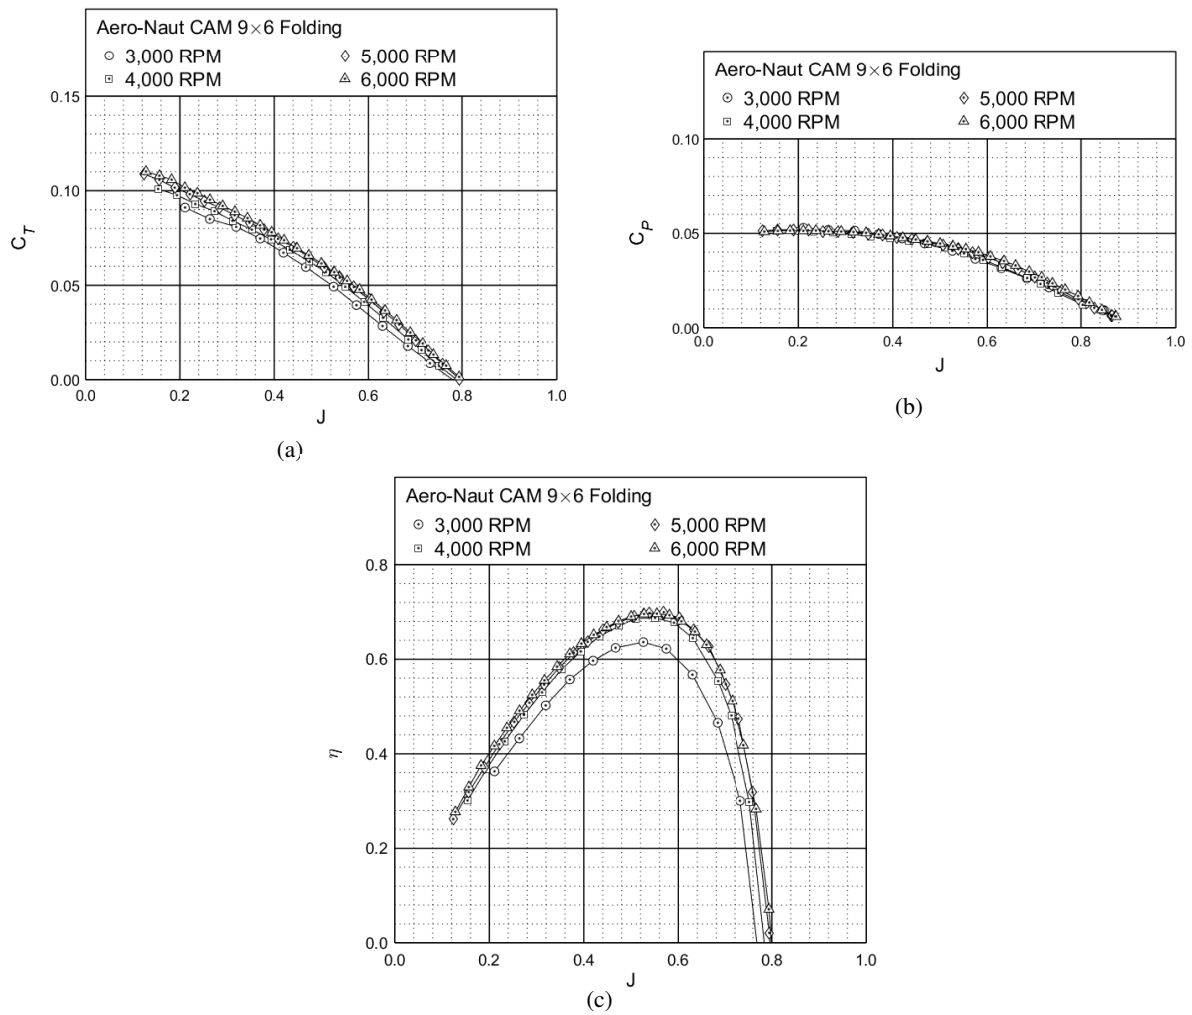 Aero-Naut CAM 9×6 Folding
3,000 RPM 5,000 RPM
4,000 RPM 6,000 RPM
0.15
0.10
0.05
0.00
C_T
0.0 0.2 0.4 0.6 0.8 1.0
J
(a)
Aero-Naut CAM 9×6 Folding
3,000 RPM 5,000 RPM
4,000 RPM 6,000 RPM
0.10
0.05
0.00
C_P
0.0 0.2 0.4 0.6 0.8 1.0
J
(b)
Aero-Naut CAM 9×6 Folding
3,000 RPM 5,000 RPM
4,000 RPM 6,000 RPM
0.8
0.6
0.4
0.2
0.0
η
0.0 0.2 0.4 0.6 0.8 1.0
J
(c)